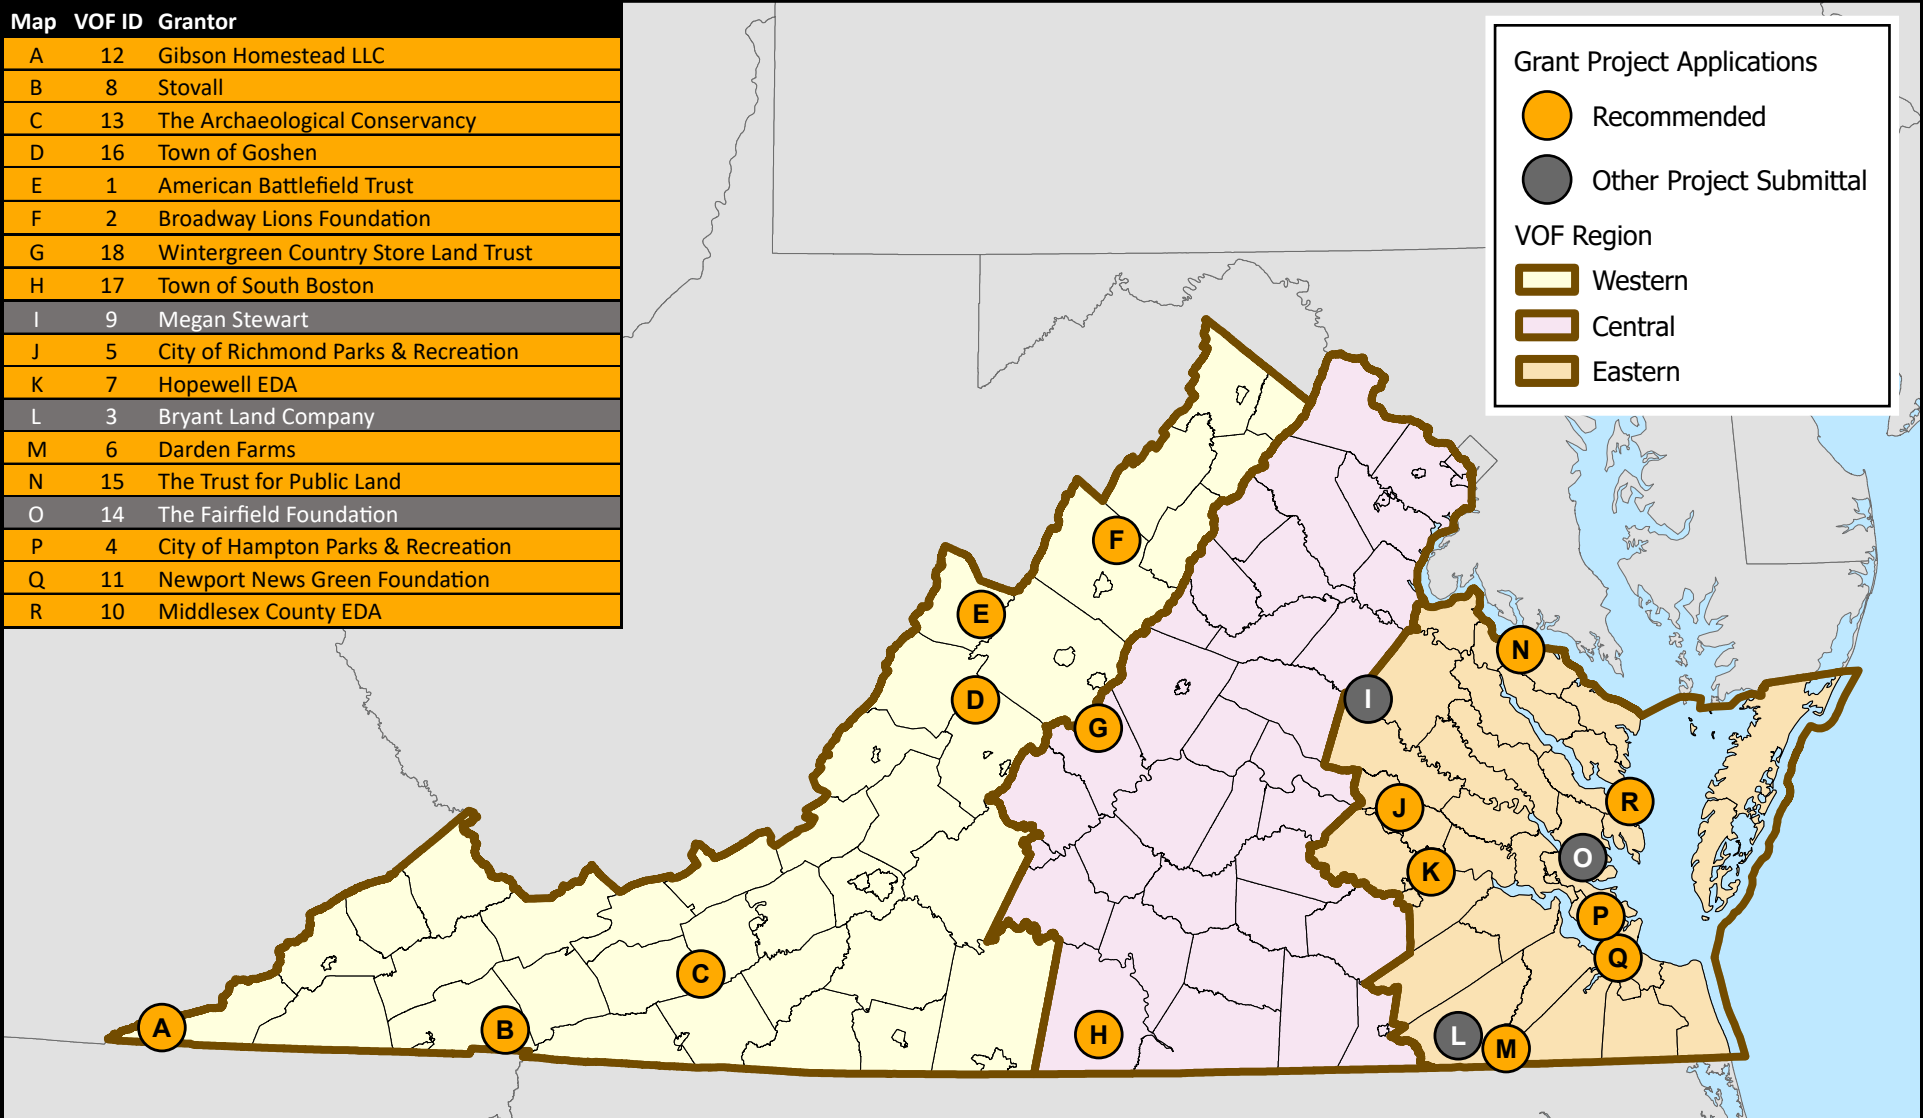 Map VOF ID Grantor
A 12 Gibson Homestead LLC
B 8 Stovall
C 13 The Archaeological Conservancy
D 16 Town of Goshen
E 1 American Battlefield Trust
F 2 Broadway Lions Foundation
G 18 Wintergreen Country Store Land Trust
H 17 Town of South Boston
I 9 Megan Stewart
J 5 City of Richmond Parks & Recreation
K 7 Hopewell EDA
L 3 Bryant Land Company
M 6 Darden Farms
N 15 The Trust for Public Land
O 14 The Fairfield Foundation
P 4 City of Hampton Parks & Recreation
Q 11 Newport News Green Foundation
R 10 Middlesex County EDA
Grant Project Applications
Recommended
Other Project Submittal
VOF Region
Western
Central
Eastern
F
E
N
D
I
G
R
J
O
K
P
Q
C
A
B
H
L
M